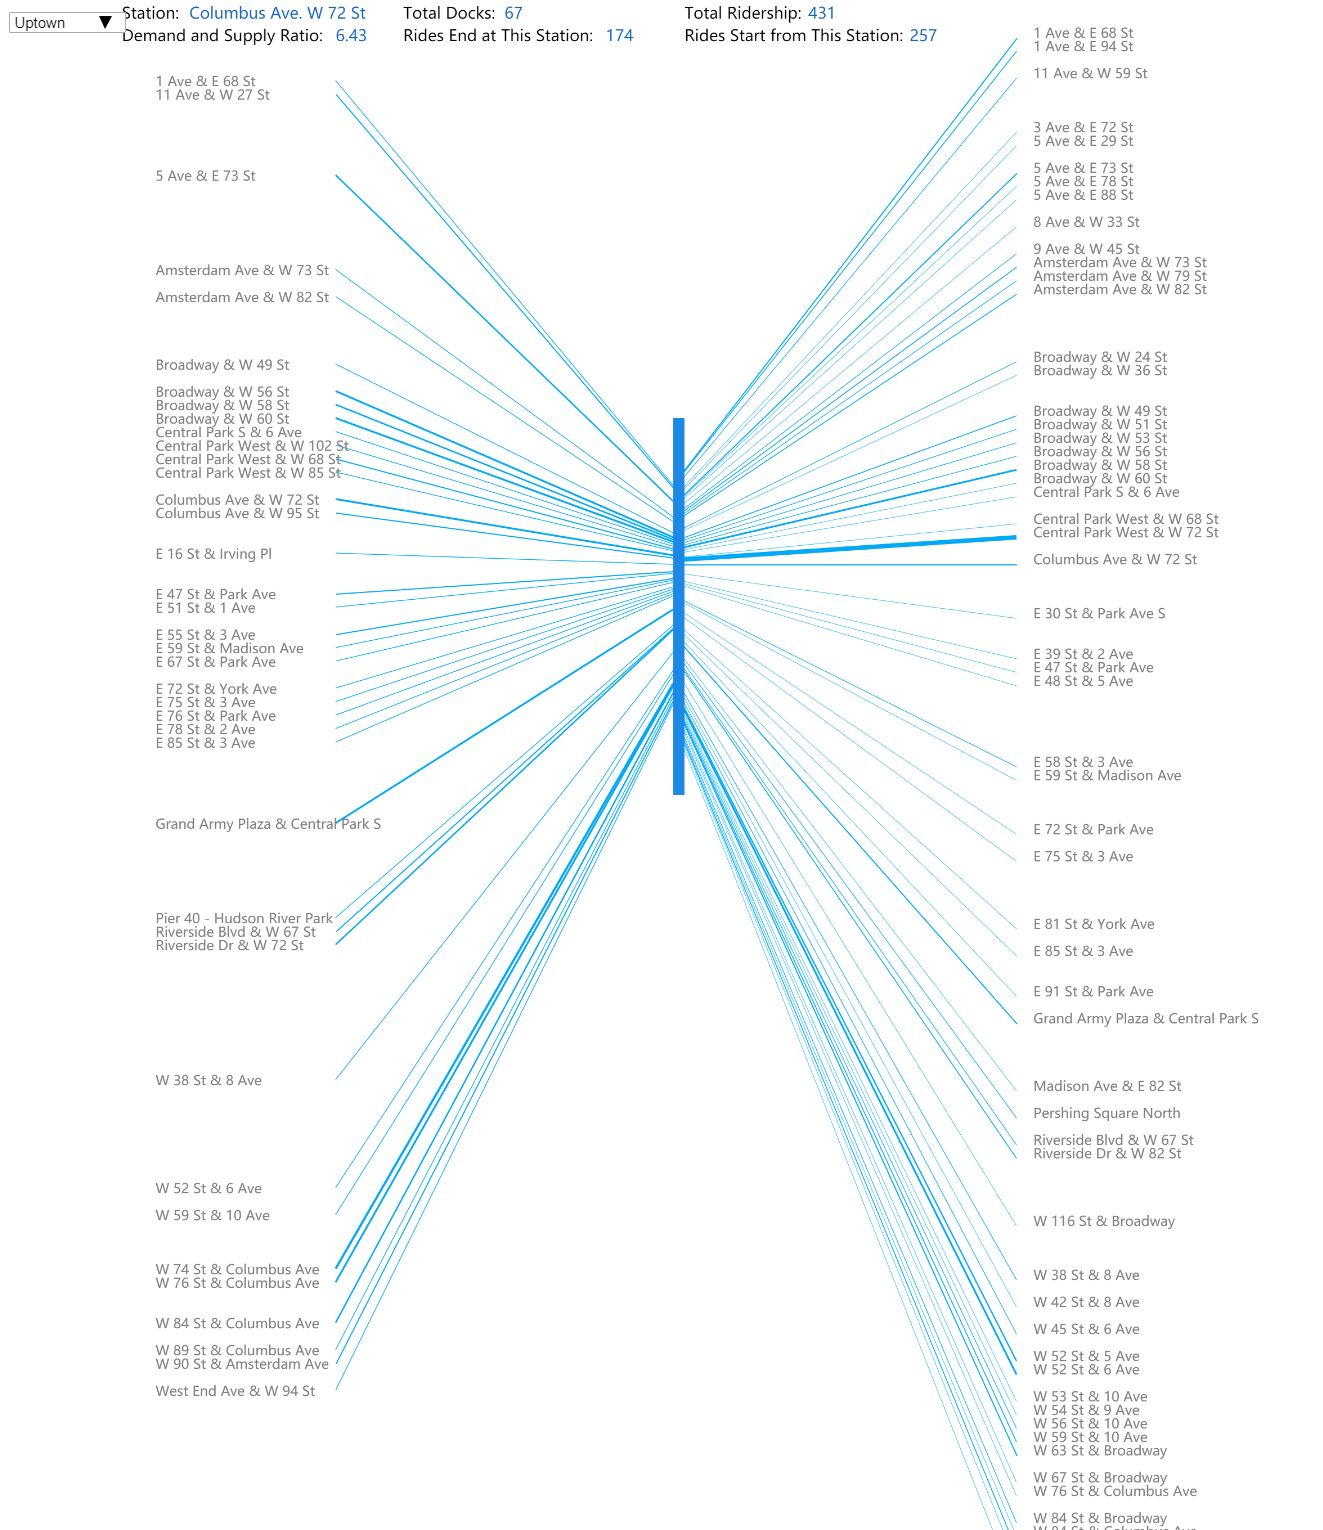 Uptown ▼
Station: Columbus Ave. W 72 St
Total Docks: 67
Total Ridership: 431
Demand and Supply Ratio: 6.43
Rides End at This Station: 174
Rides Start from This Station: 257
1 Ave & E 68 St
11 Ave & W 27 St
5 Ave & E 73 St
Amsterdam Ave & W 73 St
Amsterdam Ave & W 82 St
Broadway & W 49 St
Broadway & W 56 St
Broadway & W 58 St
Broadway & W 60 St
Central Park S & 6 Ave
Central Park West & W 102 St
Central Park West & W 68 St
Central Park West & W 85 St
Columbus Ave & W 72 St
Columbus Ave & W 95 St
E 16 St & Irving Pl
E 47 St & Park Ave
E 51 St & 1 Ave
E 55 St & 3 Ave
E 59 St & Madison Ave
E 67 St & Park Ave
E 72 St & York Ave
E 75 St & 3 Ave
E 76 St & Park Ave
E 78 St & 2 Ave
E 85 St & 3 Ave
Grand Army Plaza & Central Park S
Pier 40 - Hudson River Park
Riverside Blvd & W 67 St
Riverside Dr & W 72 St
W 38 St & 8 Ave
W 52 St & 6 Ave
W 59 St & 10 Ave
W 74 St & Columbus Ave
W 76 St & Columbus Ave
W 84 St & Columbus Ave
W 89 St & Columbus Ave
W 90 St & Amsterdam Ave
West End Ave & W 94 St
1 Ave & E 68 St
1 Ave & E 94 St
11 Ave & W 59 St
3 Ave & E 72 St
5 Ave & E 29 St
5 Ave & E 73 St
5 Ave & E 78 St
5 Ave & E 88 St
8 Ave & W 33 St
9 Ave & W 45 St
Amsterdam Ave & W 73 St
Amsterdam Ave & W 79 St
Amsterdam Ave & W 82 St
Broadway & W 24 St
Broadway & W 36 St
Broadway & W 49 St
Broadway & W 51 St
Broadway & W 53 St
Broadway & W 56 St
Broadway & W 58 St
Broadway & W 60 St
Central Park S & 6 Ave
Central Park West & W 68 St
Central Park West & W 72 St
Columbus Ave & W 72 St
E 30 St & Park Ave S
E 39 St & 2 Ave
E 47 St & Park Ave
E 48 St & 5 Ave
E 58 St & 3 Ave
E 59 St & Madison Ave
E 72 St & Park Ave
E 75 St & 3 Ave
E 81 St & York Ave
E 85 St & 3 Ave
E 91 St & Park Ave
Grand Army Plaza & Central Park S
Madison Ave & E 82 St
Pershing Square North
Riverside Blvd & W 67 St
Riverside Dr & W 82 St
W 116 St & Broadway
W 38 St & 8 Ave
W 42 St & 8 Ave
W 45 St & 6 Ave
W 52 St & 5 Ave
W 52 St & 6 Ave
W 53 St & 10 Ave
W 54 St & 9 Ave
W 56 St & 10 Ave
W 59 St & 10 Ave
W 63 St & Broadway
W 67 St & Broadway
W 76 St & Columbus Ave
W 84 St & Broadway